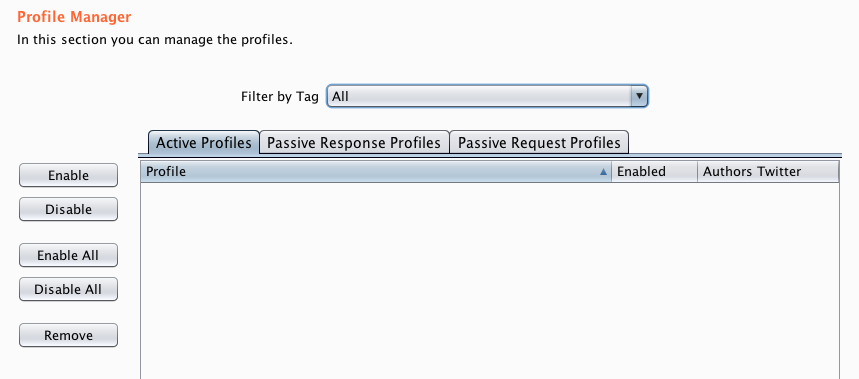 Profile Manager
In this section you can manage the profiles.
Filter by Tag All
Active Profiles Passive Response Profiles Passive Request Profiles
Profile Enabled Authors Twitter
Enable
Disable
Enable All
Disable All
Remove